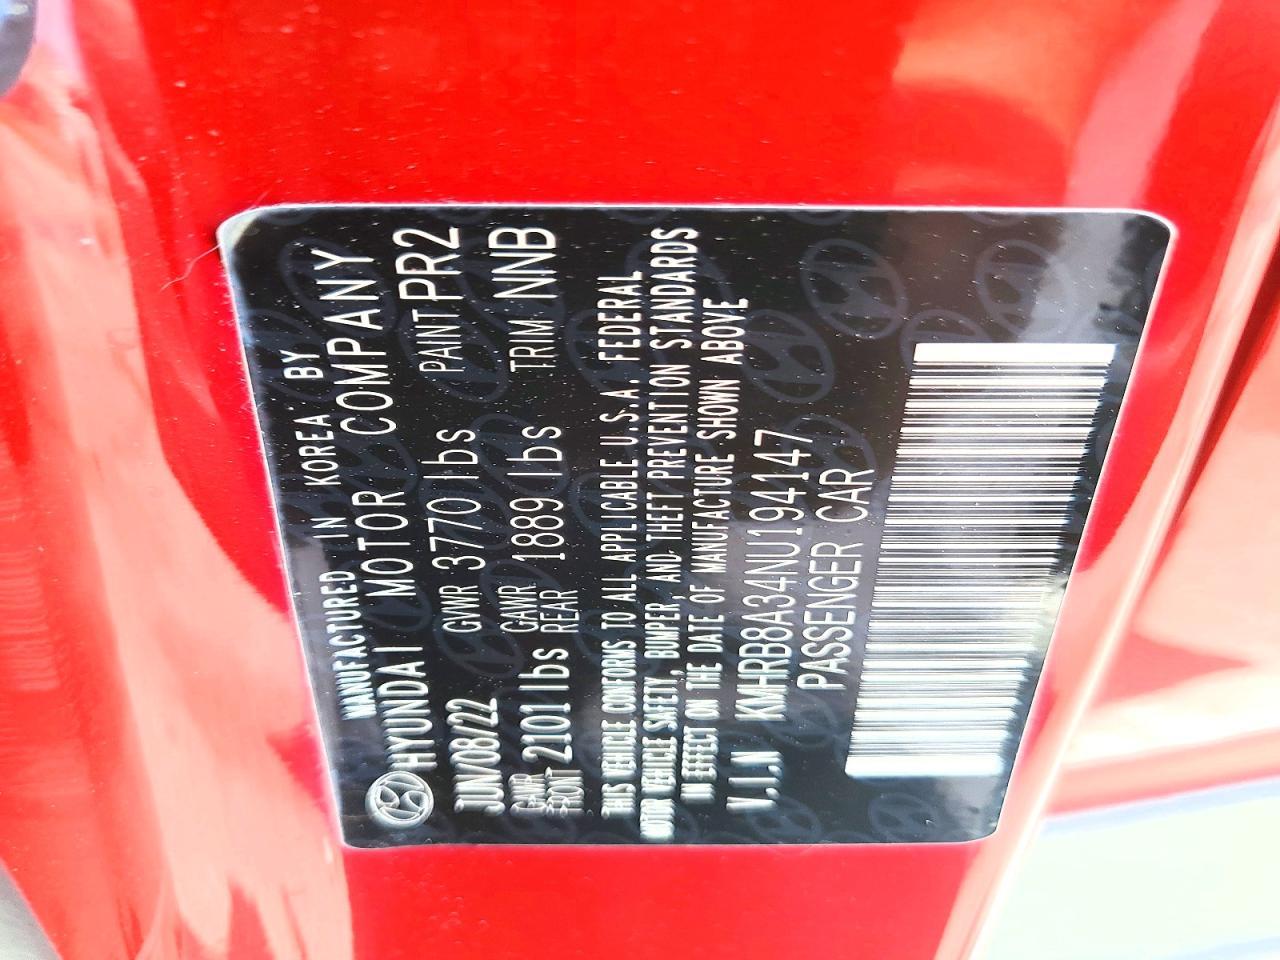 MANUFACTURED IN KOREA BY
HYUNDAI MOTOR COMPANY
JUN/08/22 GVWR 3770 lbs PAINT PR2
GAWR FRONT 2101 lbs GAWR REAR 1889 lbs TRIM NNB
THIS VEHICLE CONFORMS TO ALL APPLICABLE U.S.A. FEDERAL
MOTOR VEHICLE SAFETY, BUMPER, AND THEFT PREVENTION STANDARDS
IN EFFECT ON THE DATE OF MANUFACTURE SHOWN ABOVE
V.I.N KMHRB8A34NU194147
PASSENGER CAR